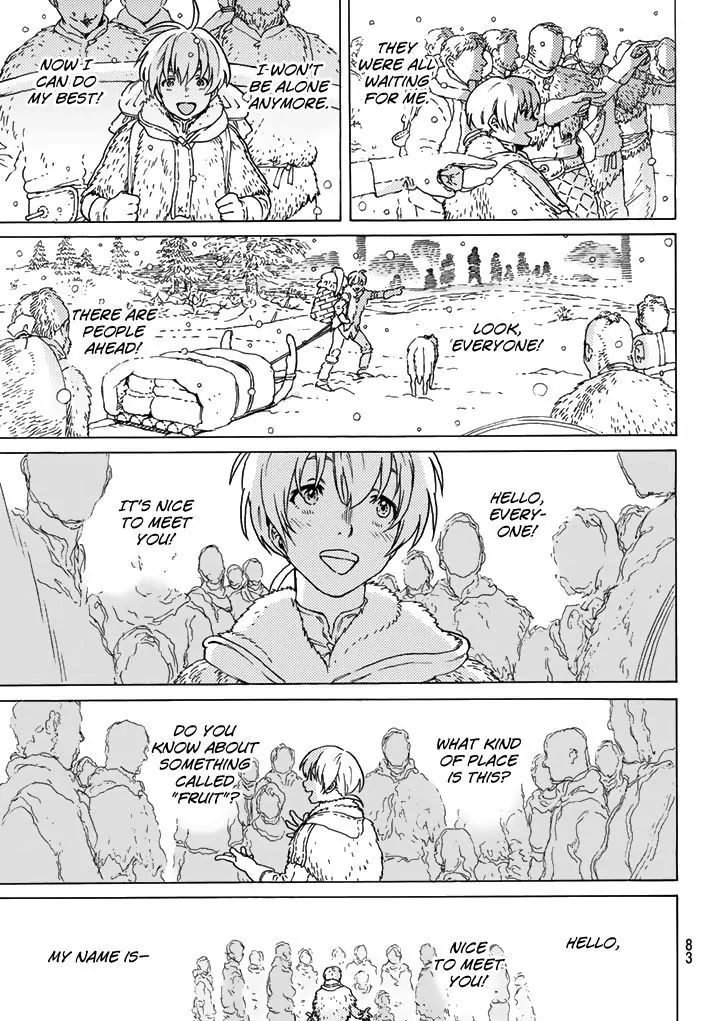 THEY
WERE ALL
WAITING
FOR ME.
I WON'T
BE ALONE
ANYMORE.
NOW I
CAN DO
MY BEST!
LOOK,
EVERYONE!
THERE ARE
PEOPLE
AHEAD!
HELLO,
EVERY-
ONE!
IT'S NICE
TO MEET
YOU!
WHAT KIND
OF PLACE
IS THIS?
DO YOU
KNOW ABOUT
SOMETHING
CALLED
"FRUIT"?
HELLO,
NICE
TO MEET
YOU!
MY NAME IS—
83